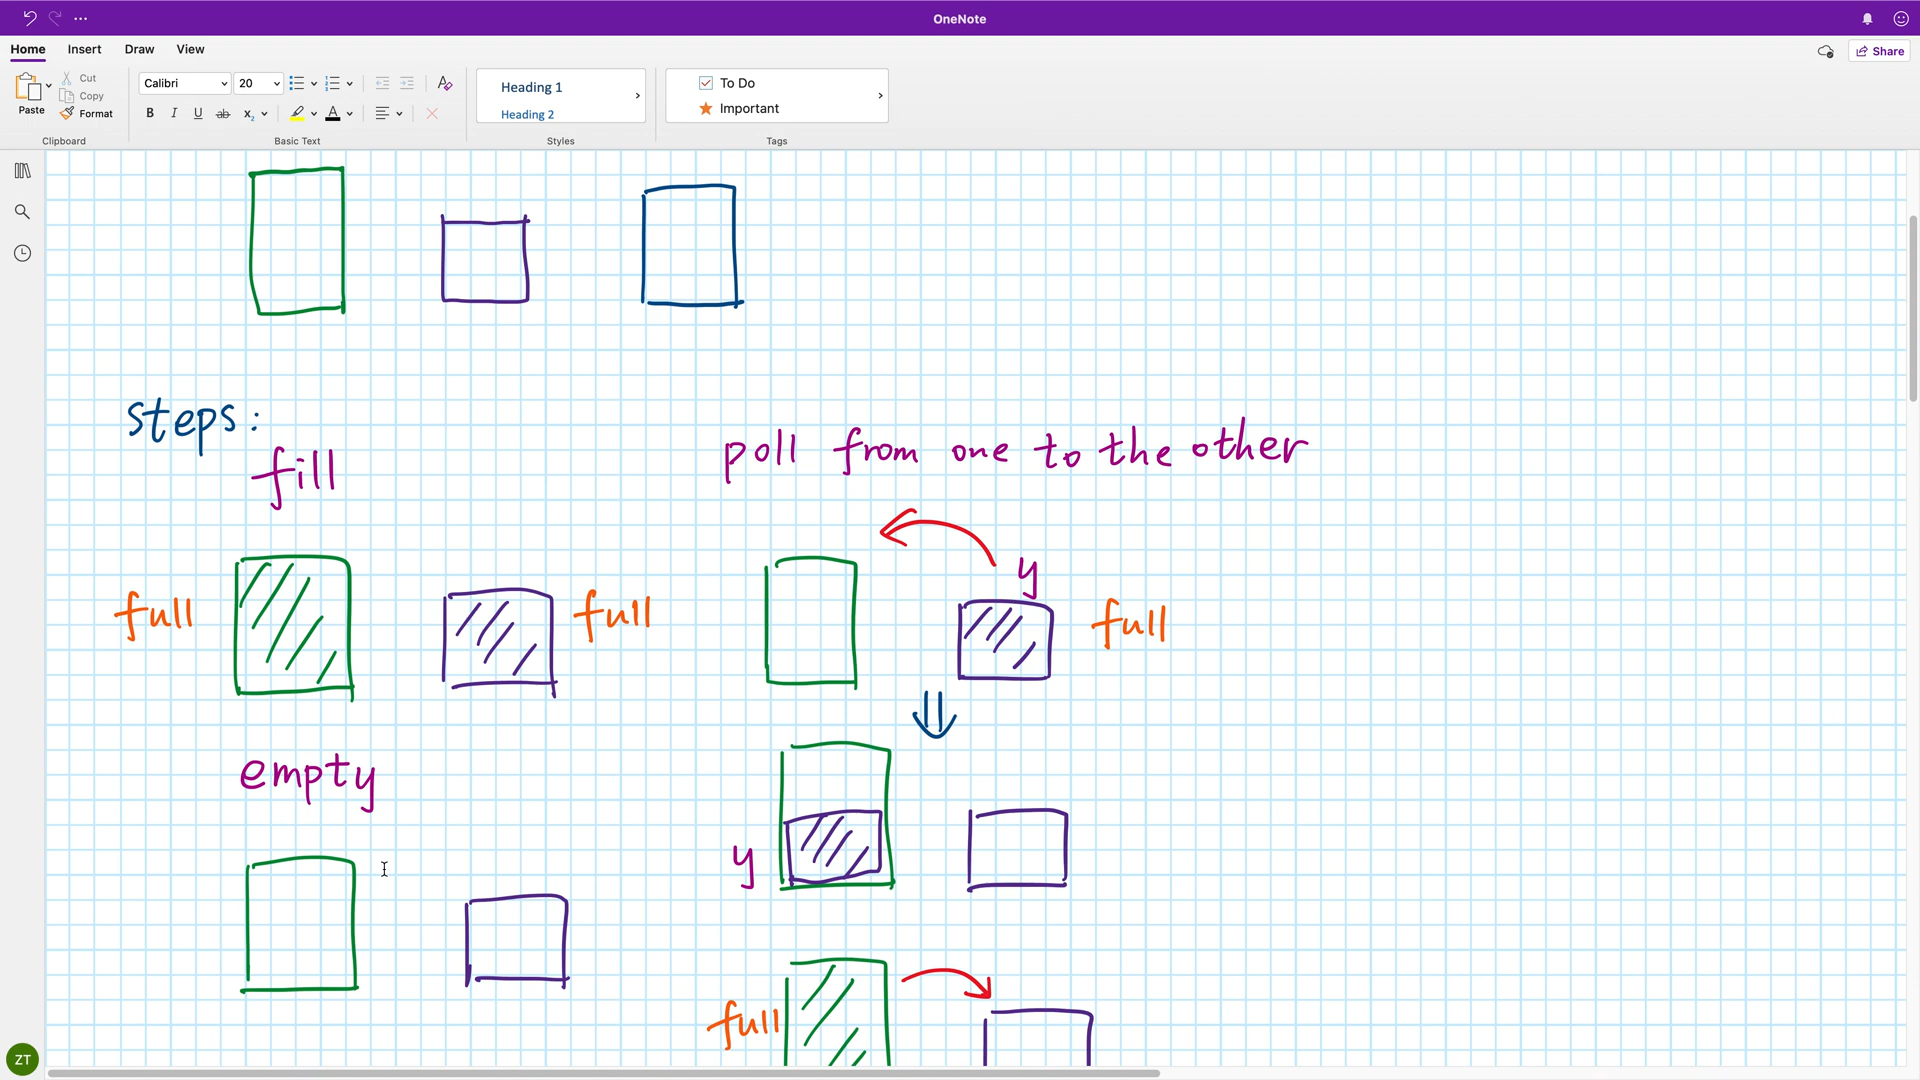 OneNote
Home Insert Draw View
Share
Paste
Cut
Copy
Format
Calibri 20
B I U ab x2 A
Heading 1
Heading 2
To Do
Important
Clipboard Basic Text Styles Tags
steps:
fill
poll from one to the other
full
full
y
full
empty
y
full
ZT